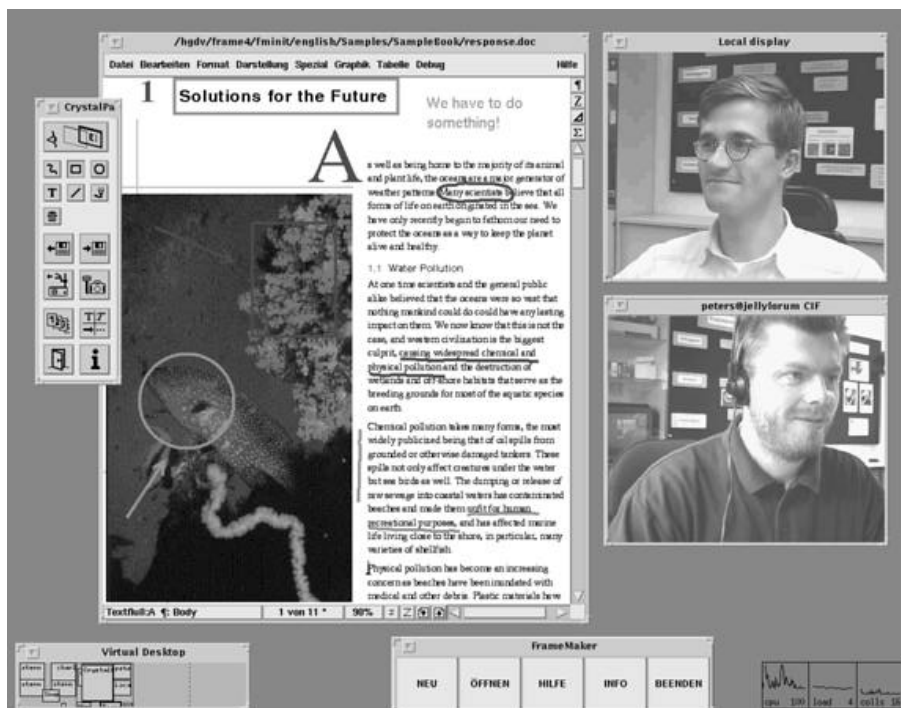 /hgdv/frame4/fminit/english/Samples/SampleBook/response.doc
Datei Bearbeiten Format Darstellung Spezial Graphik Tabelle Debug Hilfe
1 Solutions for the Future
We have to do
something!
A
s well as being home to the majority of its animal
and plant life, the oceans are a major generator of
weather patterns. Many scientists believe that all
forms of life on earth originated in the sea. We
have only recently begun to fathom our need to
protect the oceans as a way to keep the planet
alive and healthy.
1.1 Water Pollution
At one time scientists and the general public
alike believed that the oceans were so vast that
nothing mankind could do could have any lasting
impact on them. We now know that this is not the
case, and western civilization is the biggest
culprit, causing widespread chemical and
physical pollution and the destruction of
wetlands and off-shore habitats that serve as the
breeding grounds for most of the aquatic species
on earth.
Chemical pollution takes many forms, the most
widely publicized being that of oil spills from
grounded or otherwise damaged tankers. These
spills not only affect creatures under the water
but sea birds as well. The dumping or release of
raw sewage into coastal waters has contaminated
beaches and made them unfit for human
recreational purposes, and has affected marine
life living close to the shore, in particular, many
varieties of shellfish.
Physical pollution has become an increasing
concern as beaches have been inundated with
medical and other debris. Plastic materials have
Textfluß:A ¶: Body 1 von 11 * 90% z Z
CrystalPa
T
T T
i
Local display
peters@jellylorum CIF
Virtual Desktop
FrameMaker
NEU ÖFFNEN HILFE INFO BEENDEN
cpu 100 load 4 colls